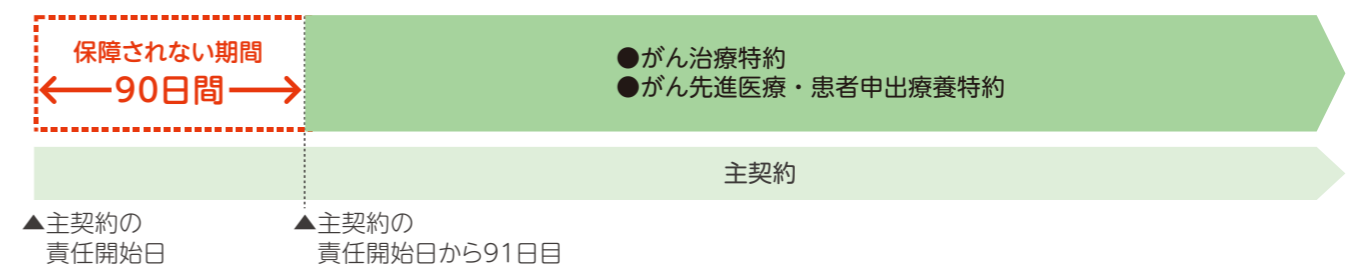 保障されない期間
90日間
●がん治療特約
●がん先進医療・患者申出療養特約
主契約
▲主契約の
責任開始日
▲主契約の
責任開始日から91日目